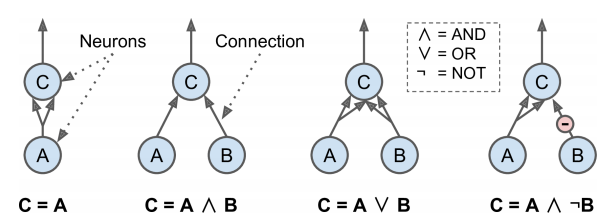 Neurons
Connection
∧ = AND
∨ = OR
¬ = NOT
C
C
C
C
A
A
B
A
B
−
A
B
C = A
C = A ∧ B
C = A ∨ B
C = A ∧ ¬B